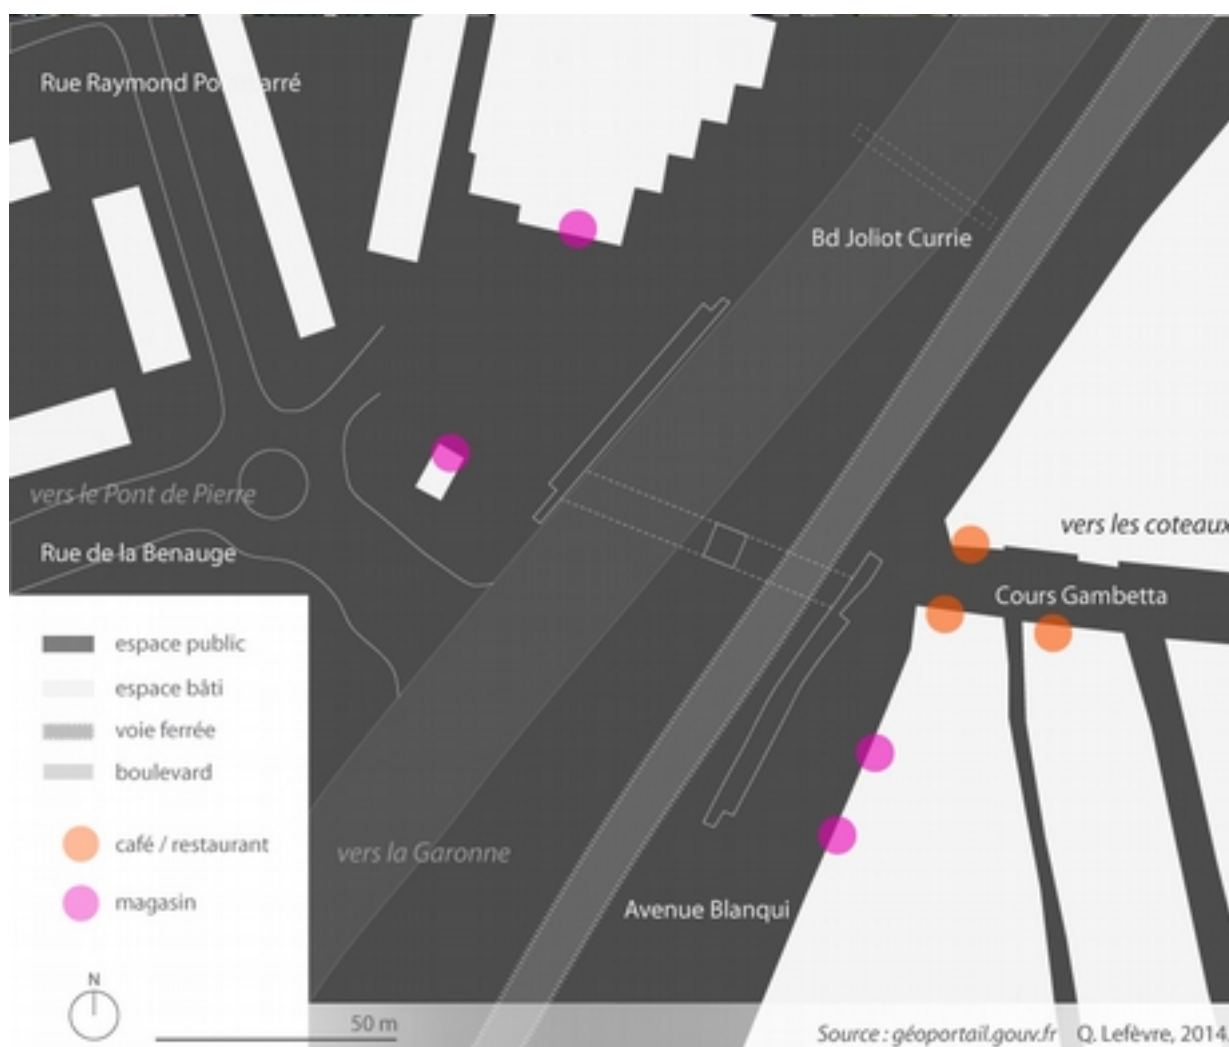 Rue Raymond Po arré
Bd Joliot Currie
vers le Pont de Pierre
vers les coteaux
Rue de la Benauge
Cours Gambetta
espace public
espace bâti
voie ferrée
boulevard
café / restaurant
vers la Garonne
magasin
Avenue Blanqui
N
50 m
Source : géoportail.gouv.fr Q. Lefèvre, 2014